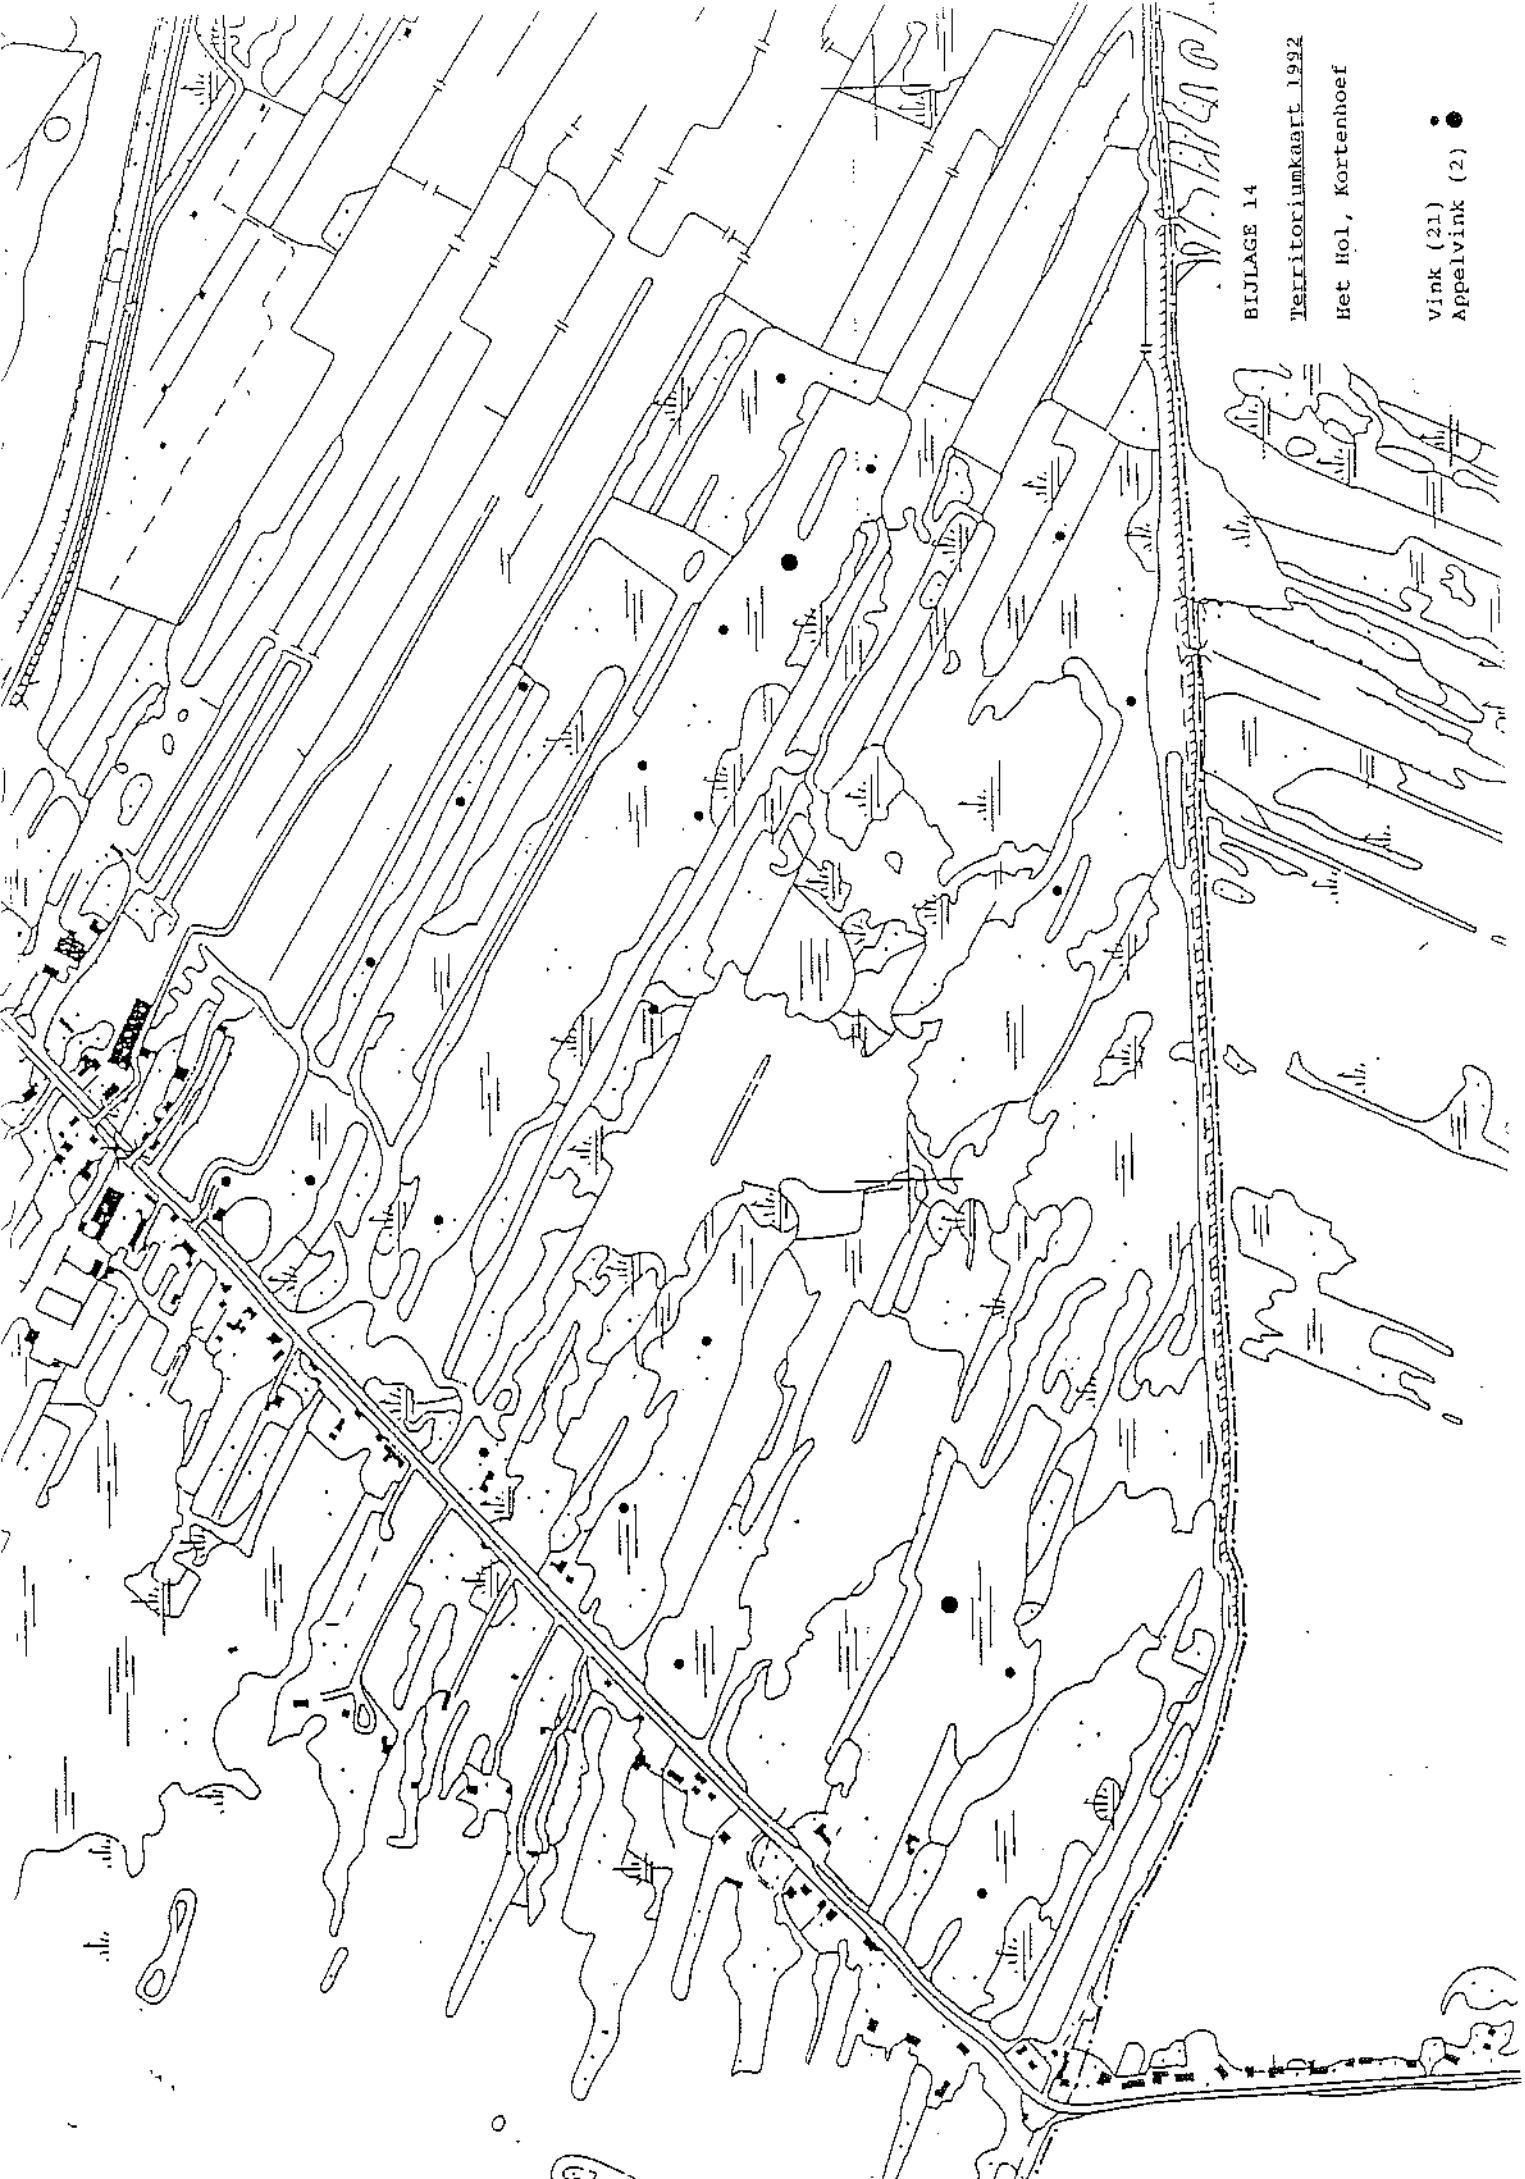 BIJLAGE 14
Territoriumkaart 1992
Het Hol, Kortenhoef
Vink (21)
Appelvink (2)